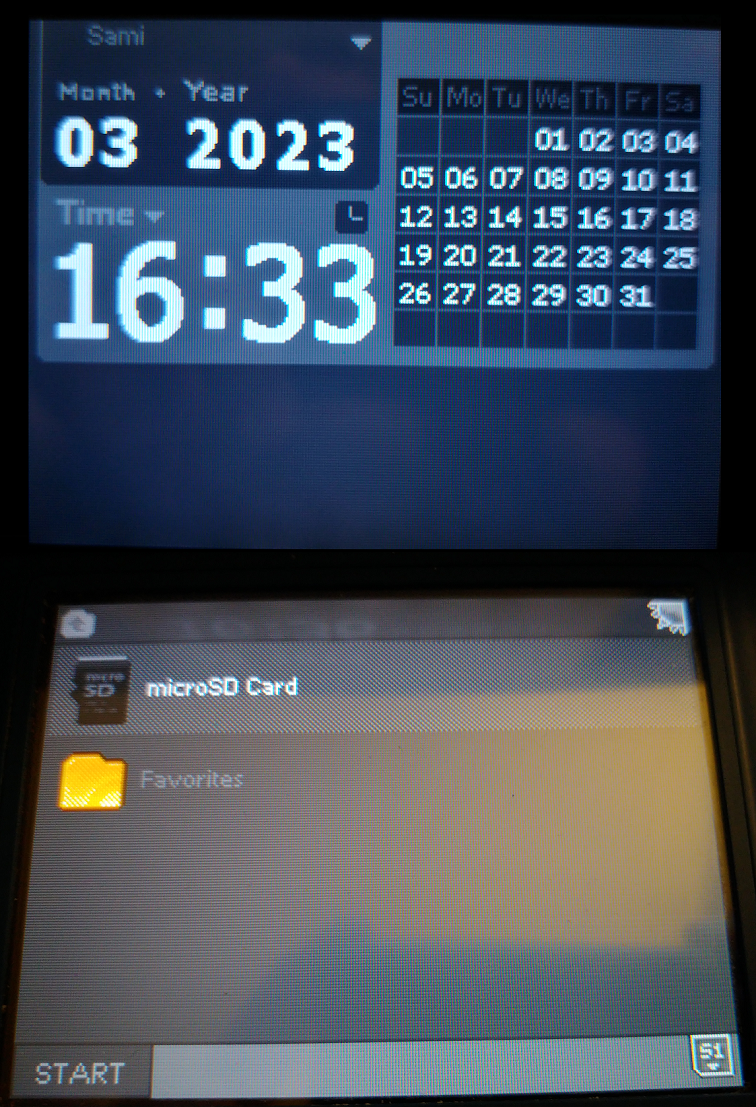 Sami
Month • Year
03 2023
Time
16:33
Su Mo Tu We Th Fr Sa
01 02 03 04
05 06 07 08 09 10 11
12 13 14 15 16 17 18
19 20 21 22 23 24 25
26 27 28 29 30 31
micro
SD
microSD Card
Favorites
START
S1